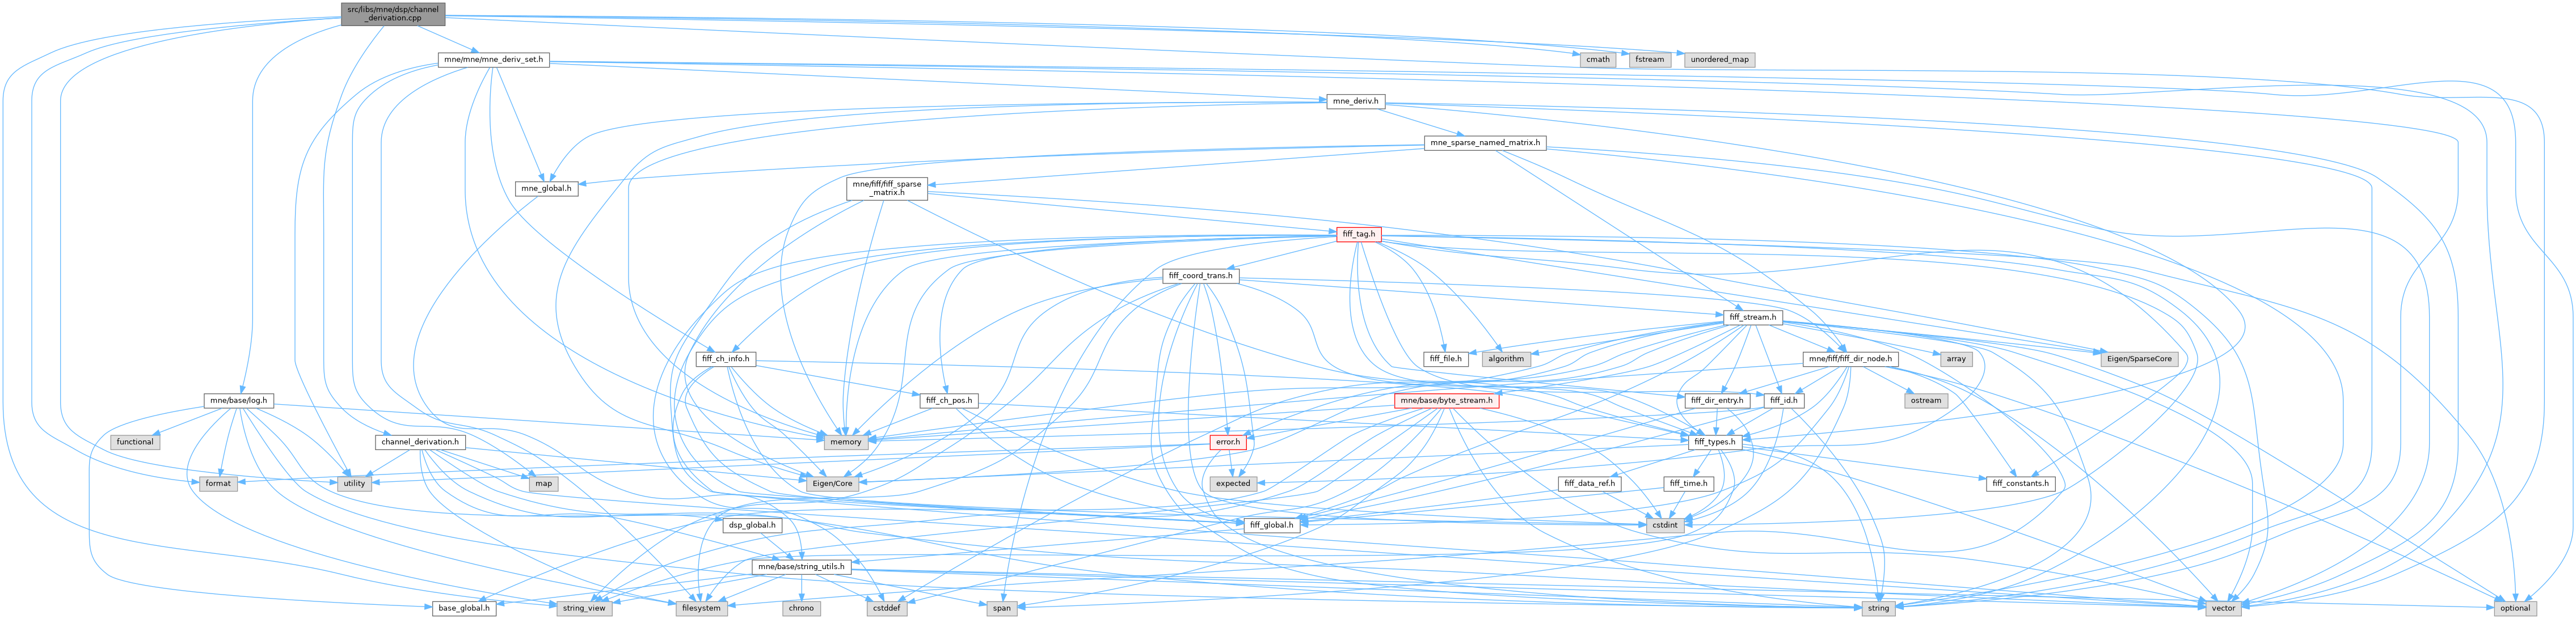 src/libs/mne/dsp/channel
_derivation.cpp
mne/mne/mne_deriv_set.h
cmath
fstream
unordered_map
mne_deriv.h
mne_sparse_named_matrix.h
mne_global.h
mne/fiff/fiff_sparse
_matrix.h
fiff_tag.h
fiff_coord_trans.h
fiff_stream.h
fiff_ch_info.h
fiff_file.h
algorithm
mne/fiff/fiff_dir_node.h
array
Eigen/SparseCore
mne/base/log.h
fiff_ch_pos.h
mne/base/byte_stream.h
fiff_dir_entry.h
fiff_id.h
ostream
functional
channel_derivation.h
memory
error.h
fiff_types.h
format
utility
map
Eigen/Core
expected
fiff_data_ref.h
fiff_time.h
fiff_constants.h
dsp_global.h
fiff_global.h
cstdint
mne/base/string_utils.h
base_global.h
string_view
filesystem
chrono
cstddef
span
string
vector
optional